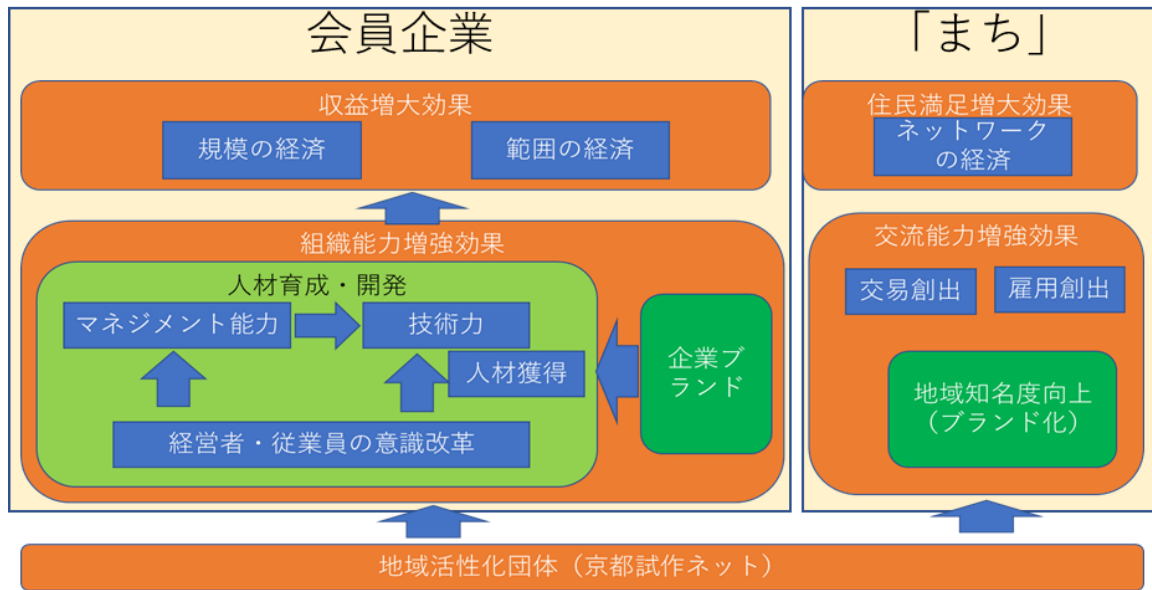 会員企業
収益増大効果
規模の経済
範囲の経済
組織能力増強効果
人材育成・開発
マネジメント能力
技術力
人材獲得
経営者・従業員の意識改革
企業ブ
ランド
「まち」
住民満足増大効果
ネットワーク
の経済
交流能力増強効果
交易創出
雇用創出
地域知名度向上
(ブランド化)
地域活性化団体(京都試作ネット)